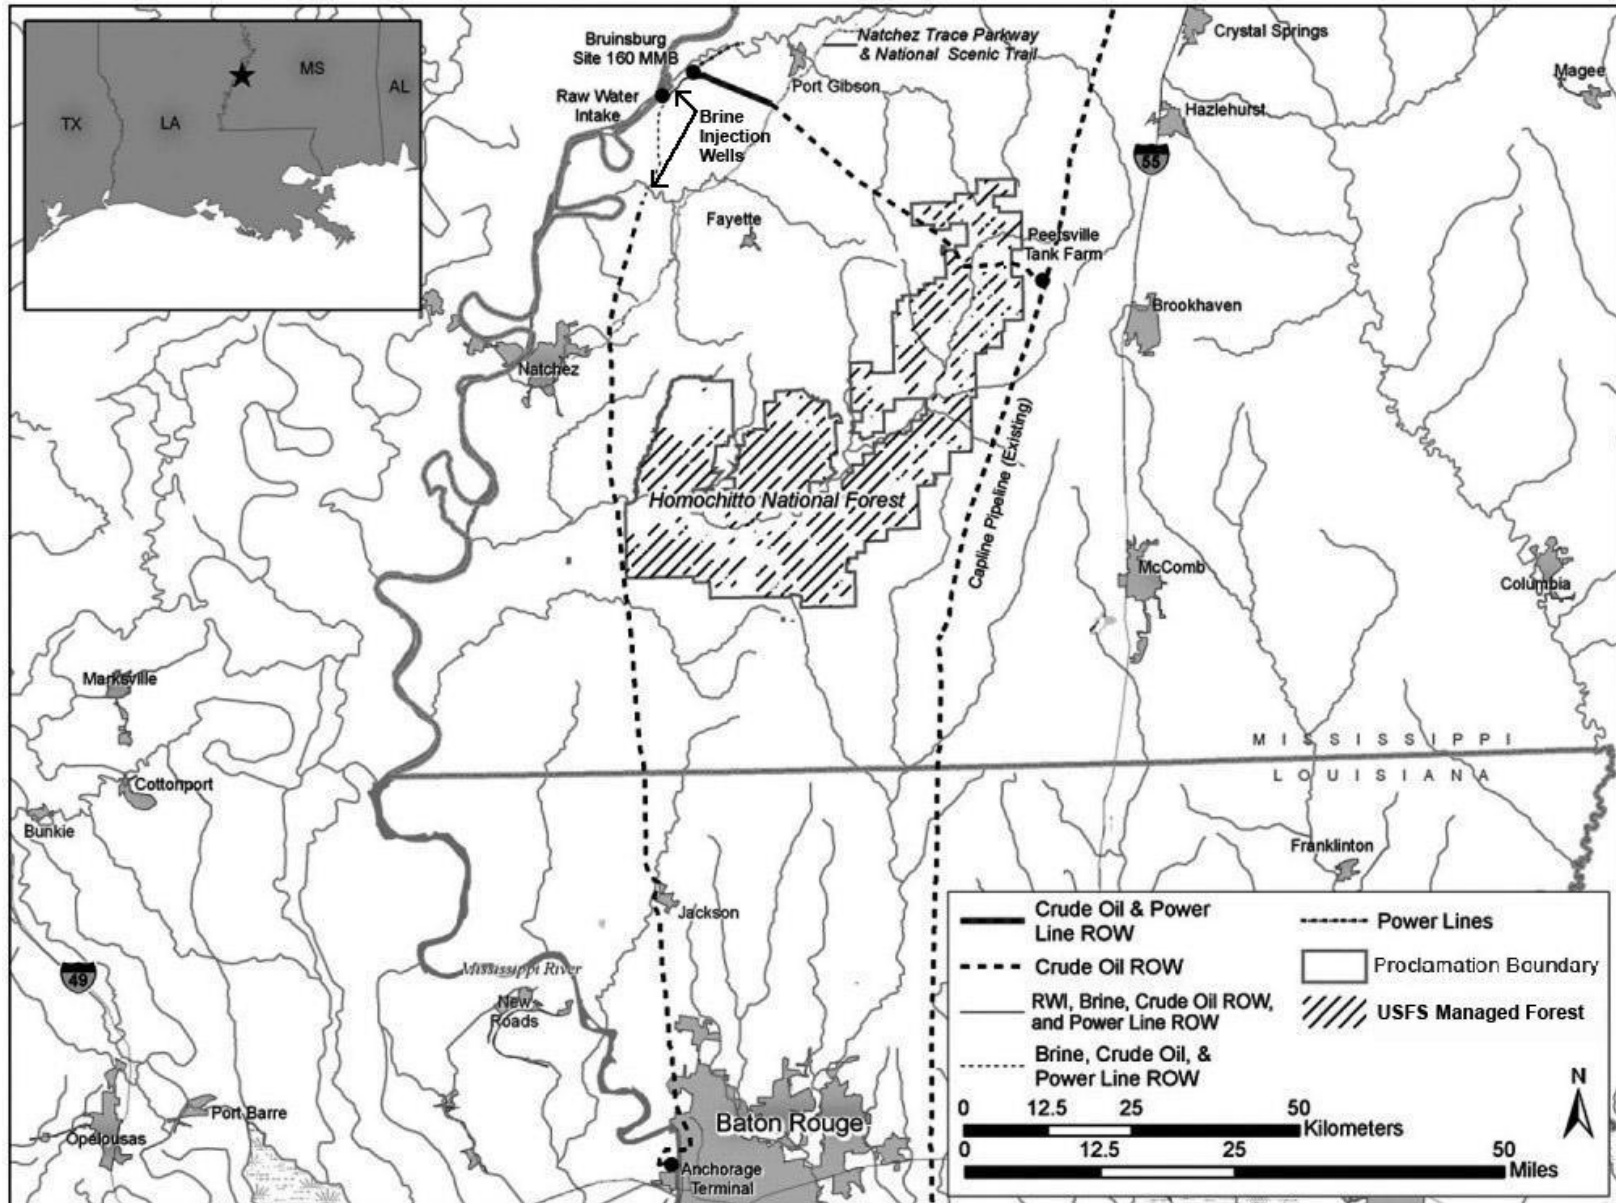 TX
LA
MS
AL
Bruinsburg
Site 160 MMB
Raw Water
Intake
Brine
Injection
Wells
Natchez Trace Parkway
& National Scenic Trail
Port Gibson
Crystal Springs
Magee
Hazlehurst
55
Fayette
Peetsville
Tank Farm
Brookhaven
Natchez
Capline Pipeline (Existing)
Homochitto National Forest
McComb
Columbia
Marksville
MISSISSIPPI
LOUISIANA
Cottonport
Bunkie
Franklinton
Jackson
49
Mississippi River
New
Roads
Port Barre
Opelousas
Baton Rouge
Anchorage
Terminal
Crude Oil & Power
Line ROW
Crude Oil ROW
RWI, Brine, Crude Oil ROW,
and Power Line ROW
Brine, Crude Oil, &
Power Line ROW
Power Lines
Proclamation Boundary
USFS Managed Forest
N
0 12.5 25 50
Kilometers
0 12.5 25 50
Miles